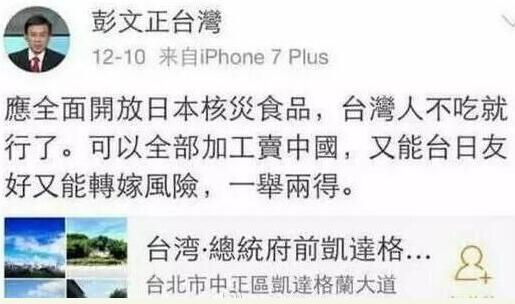 彭文正台灣
12-10 来自iPhone 7 Plus
應全面開放日本核災食品，台灣人不吃就
行了。可以全部加工賣中國，又能台日友
好又能轉嫁風險，一舉兩得。
台湾·總統府前凱達格...
台北市中正區凱達格蘭大道